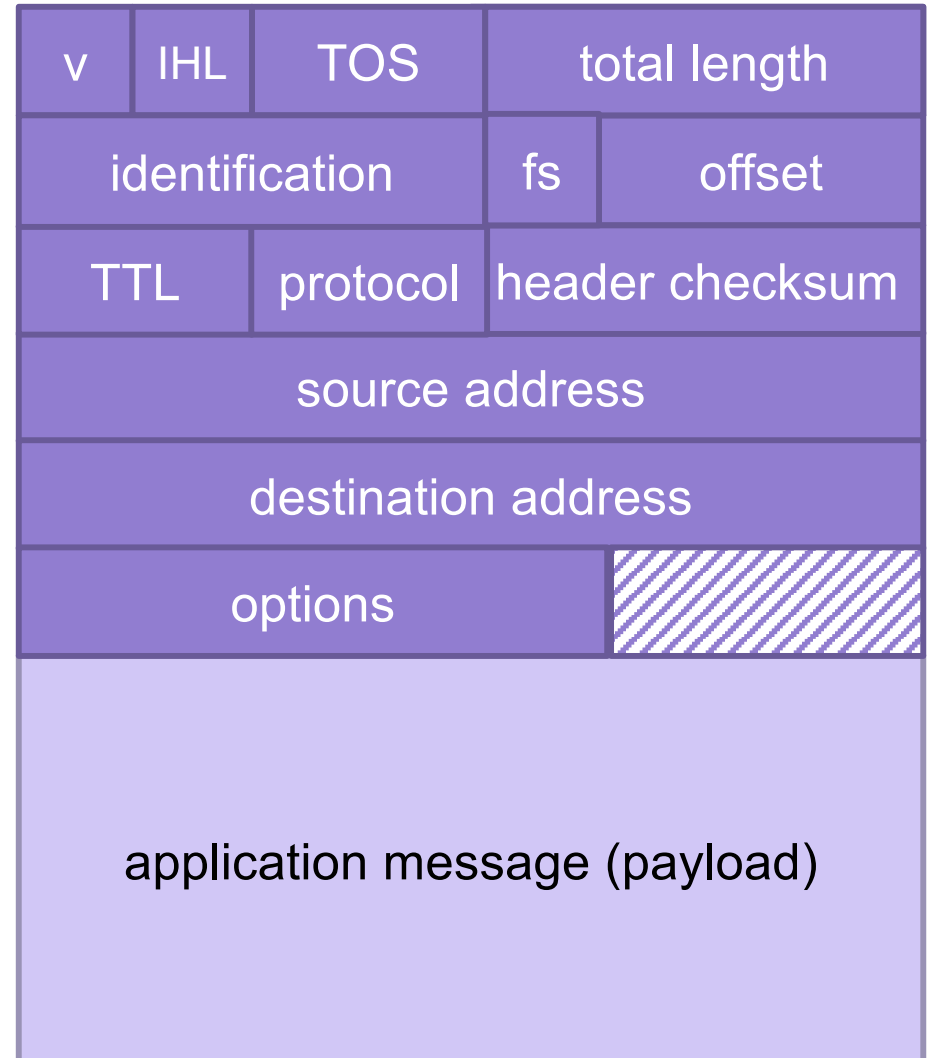 v IHL TOS total length
identification fs offset
TTL protocol header checksum
source address
destination address
options
application message (payload)